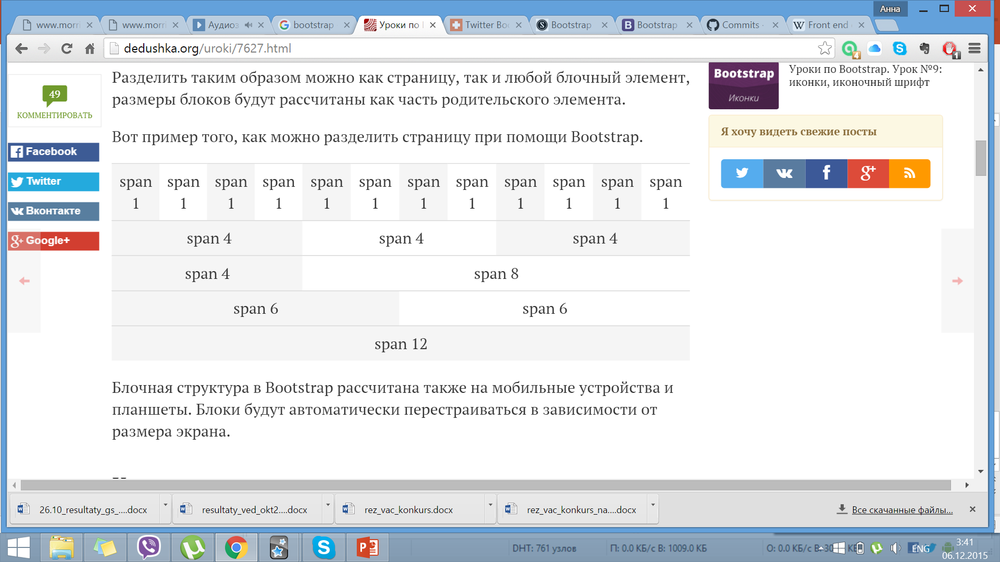 Анна
www.morri
www.morri
Аудиоз
bootstrap
Уроки по
Twitter Boo
Bootstrap
Bootstrap
Commits
Front end
dedushka.org/uroki/7627.html
4
1
49
КОММЕНТИРОВАТЬ
Facebook
Twitter
Вконтакте
Google+
Разделить таким образом можно как страницу, так и любой блочный элемент,
размеры блоков будут рассчитаны как часть родительского элемента.
Вот пример того, как можно разделить страницу при помощи Bootstrap.
span span span span span span span span span span span span
1 1 1 1 1 1 1 1 1 1 1 1
span 4 span 4 span 4
span 4 span 8
span 6 span 6
span 12
Блочная структура в Bootstrap рассчитана также на мобильные устройства и
планшеты. Блоки будут автоматически перестраиваться в зависимости от
размера экрана.
Bootstrap
Иконки
Уроки по Bootstrap. Урок №9:
иконки, иконочный шрифт
Я хочу видеть свежие посты
26.10_resultaty_gs_....docx
resultaty_ved_okt2....docx
rez_vac_konkurs.docx
rez_vac_konkurs_na....docx
Все скачанные файлы...
DHT: 761 узлов
П: 0.0 КБ/с В: 1009.0 КБ
О: 0.0 КБ/с В: 30
ENG
3:41
06.12.2015